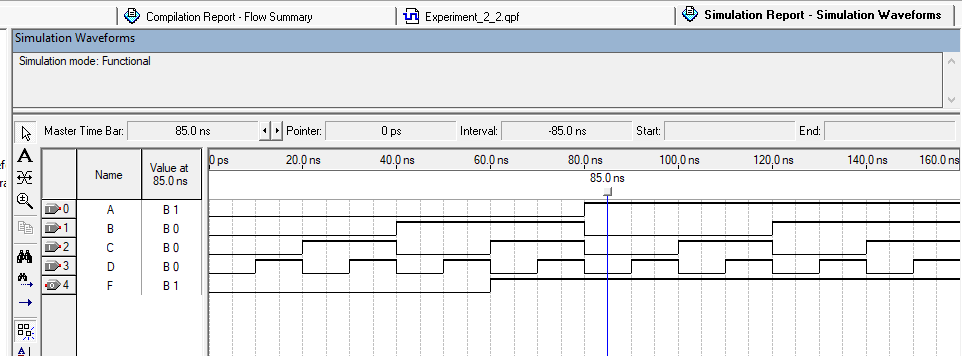 Compilation Report - Flow Summary
Experiment_2_2.qpf
Simulation Report - Simulation Waveforms
Simulation Waveforms
Simulation mode: Functional
Master Time Bar: 85.0 ns Pointer: 0 ps Interval: -85.0 ns Start: End:
Name Value at 85.0 ns
0 ps 20.0 ns 40.0 ns 60.0 ns 80.0 ns 100.0 ns 120.0 ns 140.0 ns 160.0 ns
85.0 ns
0 A B 1
1 B B 0
2 C B 0
3 D B 0
4 F B 1